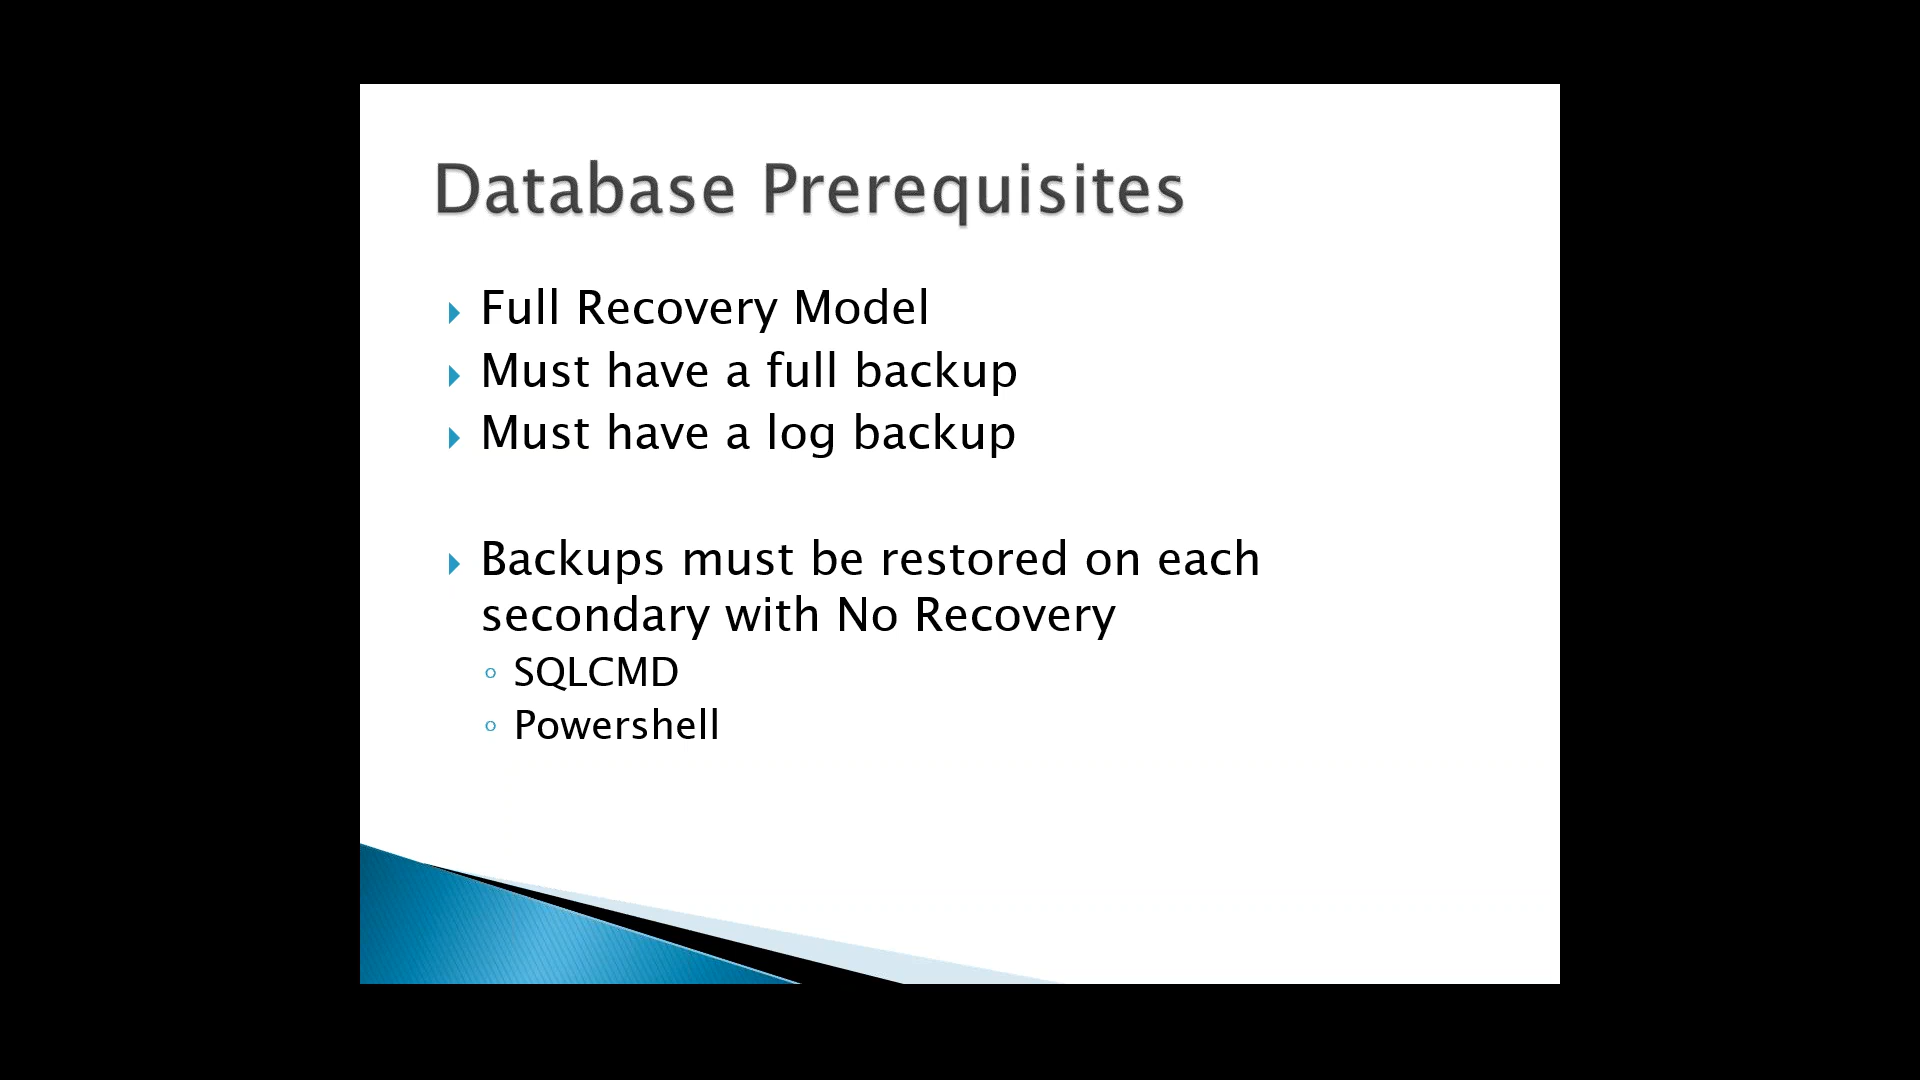 Database Prerequisites
Full Recovery Model
Must have a full backup
Must have a log backup
Backups must be restored on each
secondary with No Recovery
SQLCMD
Powershell